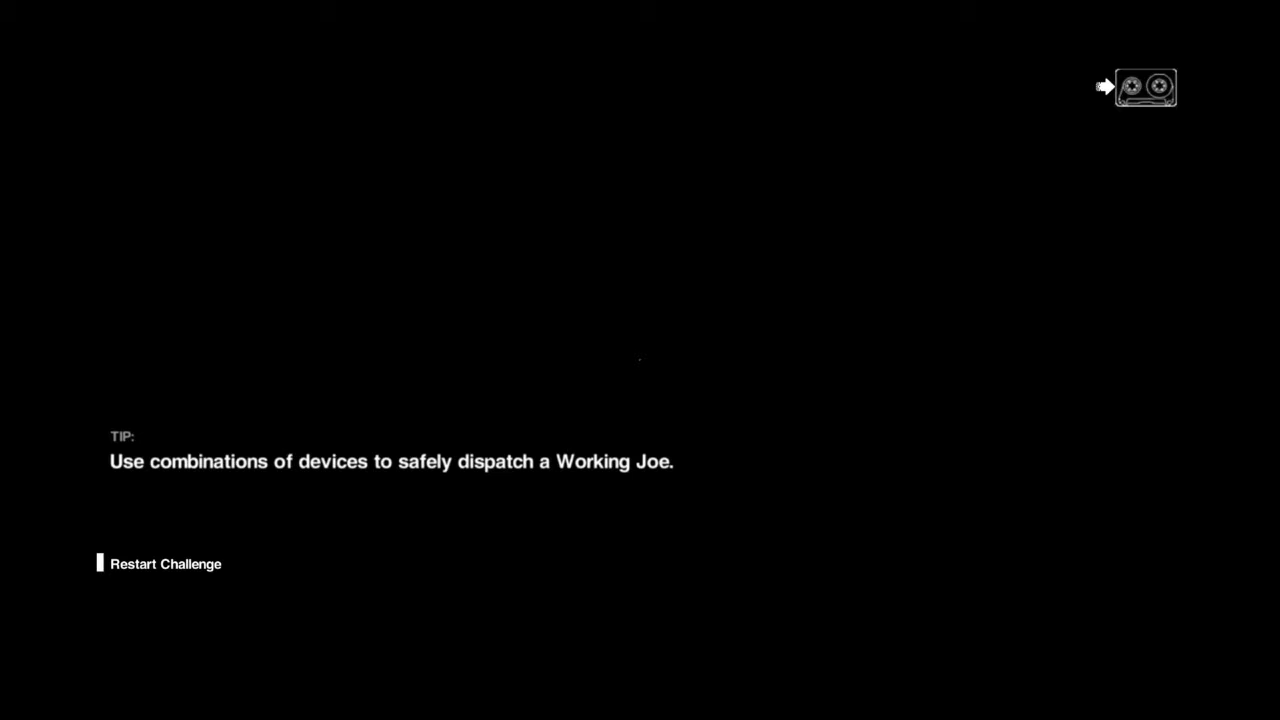 TIP:
Use combinations of devices to safely dispatch a Working Joe.
Restart Challenge